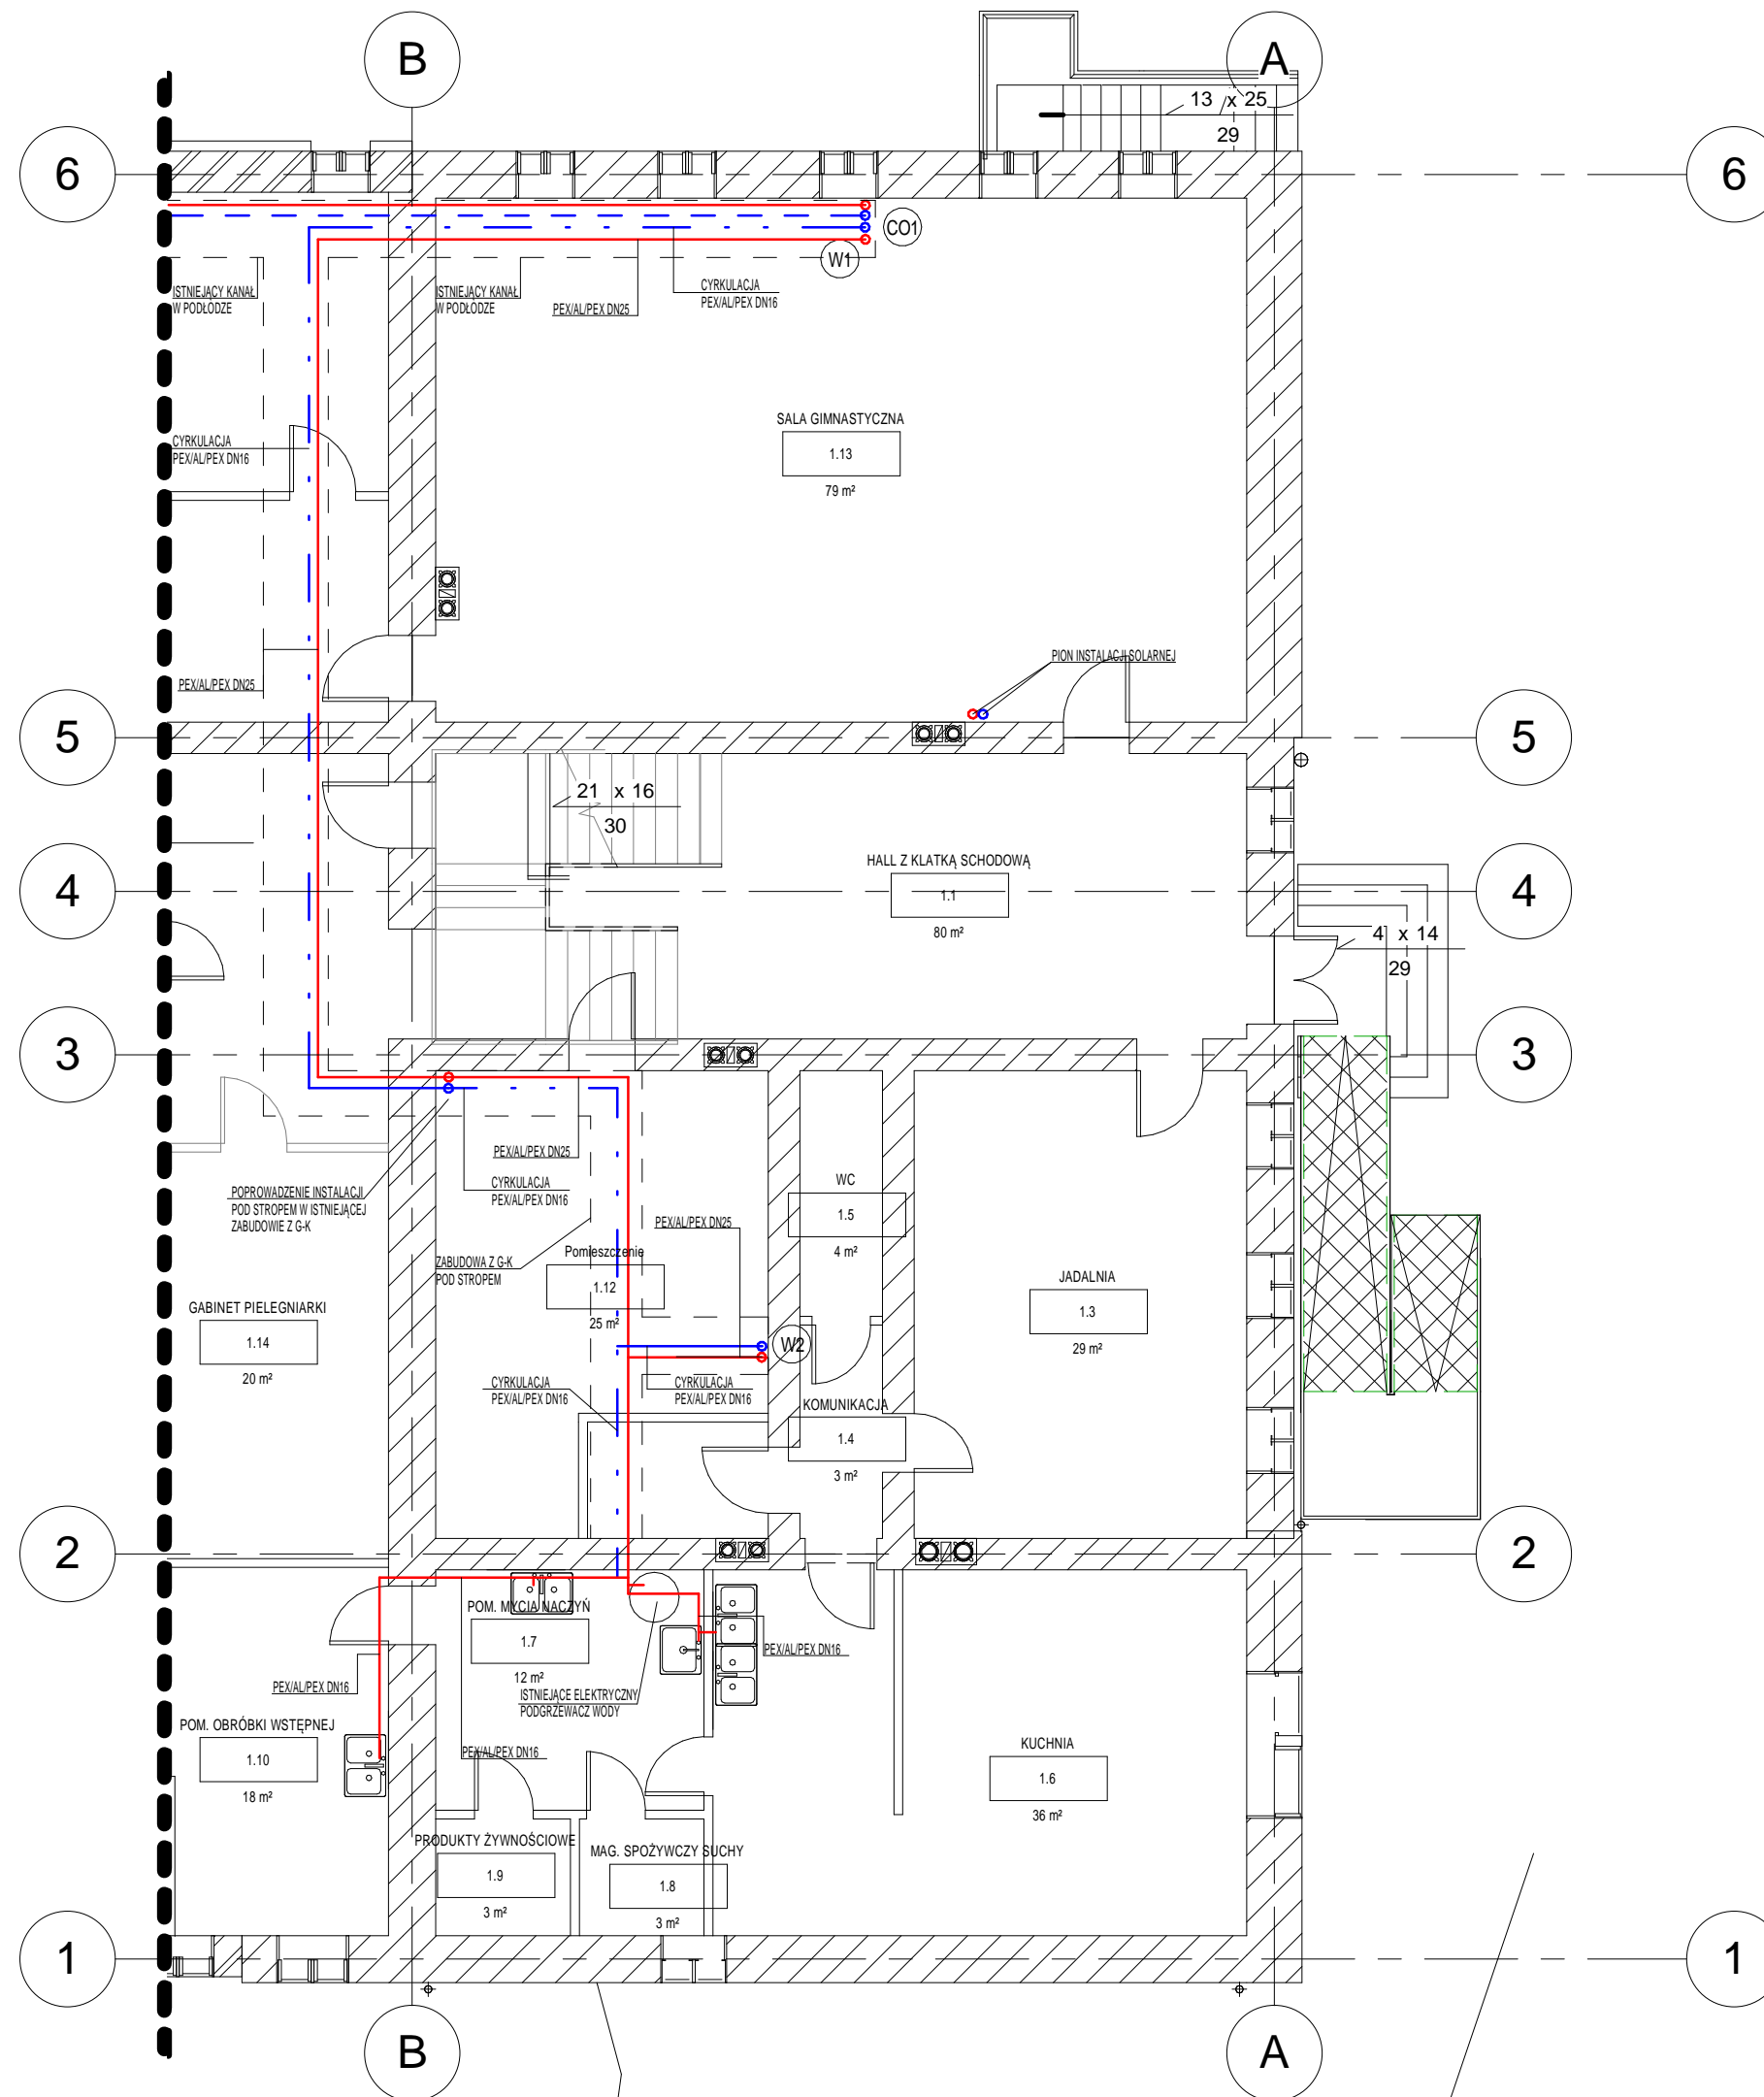 B
A
13 x 25
29
6
6
CO1
W1
ISTNIEJĄCY KANAŁ
W PODŁODZE
ISTNIEJĄCY KANAŁ
W PODŁODZE
PEX/AL/PEX DN25
CYRKULACJA
PEX/AL/PEX DN16
SALA GIMNASTYCZNA
1.13
79 m²
CYRKULACJA
PEX/AL/PEX DN16
PION INSTALACJI SOLARNEJ
PEX/AL/PEX DN25
5
5
21 x 16
30
HALL Z KLATKĄ SCHODOWĄ
1.1
80 m²
4
4
4 x 14
29
3
3
PEX/AL/PEX DN25
CYRKULACJA
PEX/AL/PEX DN16
POPROWADZENIE INSTALACJI
POD STROPEM W ISTNIEJĄCEJ
ZABUDOWIE Z G-K
WC
1.5
4 m²
PEX/AL/PEX DN25
ZABUDOWA Z G-K
POD STROPEM
Pomieszczenie
1.12
25 m²
JADALNIA
1.3
29 m²
GABINET PIELEGNIARKI
1.14
20 m²
W2
CYRKULACJA
PEX/AL/PEX DN16
CYRKULACJA
PEX/AL/PEX DN16
KOMUNIKACJA
1.4
3 m²
2
2
POM. MYCIA NACZYŃ
1.7
12 m²
PEX/AL/PEX DN16
PEX/AL/PEX DN16
ISTNIEJĄCE ELEKTRYCZNY
PODGRZEWACZ WODY
POM. OBRÓBKI WSTĘPNEJ
1.10
18 m²
PEX/AL/PEX DN16
KUCHNIA
1.6
36 m²
PRODUKTY ŻYWNOŚCIOWE
1.9
3 m²
MAG. SPOŻYWCZY SUCHY
1.8
3 m²
1
1
B
A